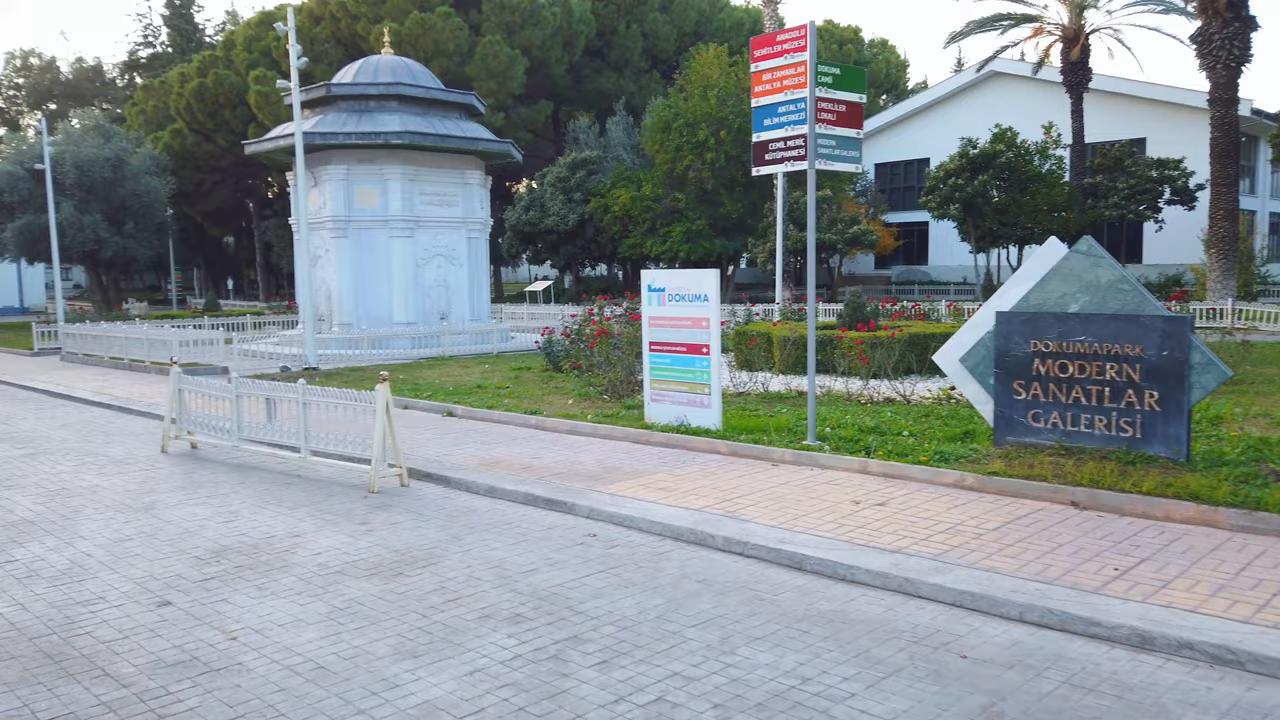 ANADOLU
ŞEHİTLER MÜZESİ
BİR ZAMANLAR
ANTALYA MÜZESİ
ANTALYA
BİLİM MERKEZİ
CEMİL MERİÇ
KÜTÜPHANESİ
DOKUMA
CAMİİ
EMEKLİLER
LOKALİ
MODERN
SANATLAR GALERİSİ
DOKUMA
DOKUMAPARK
MODERN
SANATLAR
GALERİSİ